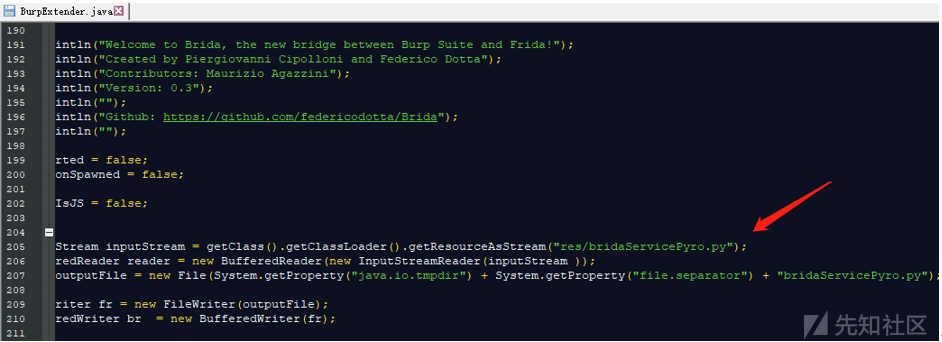 BurpExtender.java
190
191 intln("Welcome to Brida, the new bridge between Burp Suite and Frida!");
192 intln("Created by Piergiovanni Cipolloni and Federico Dotta");
193 intln("Contributors: Maurizio Agazzini");
194 intln("Version: 0.3");
195 intln("");
196 intln("Github: https://github.com/federicodotta/Brida");
197 intln("");
198
199 rted = false;
200 onSpawned = false;
201
202 IsJS = false;
203
204
205 Stream inputStream = getClass().getClassLoader().getResourceAsStream("res/bridaServicePyro.py");
206 redReader reader = new BufferedReader(new InputStreamReader(inputStream ));
207 outputFile = new File(System.getProperty("java.io.tmpdir") + System.getProperty("file.separator") + "bridaServicePyro.py");
208
209 riter fr = new FileWriter(outputFile);
210 redWriter br  = new BufferedWriter(fr);
211
先知社区